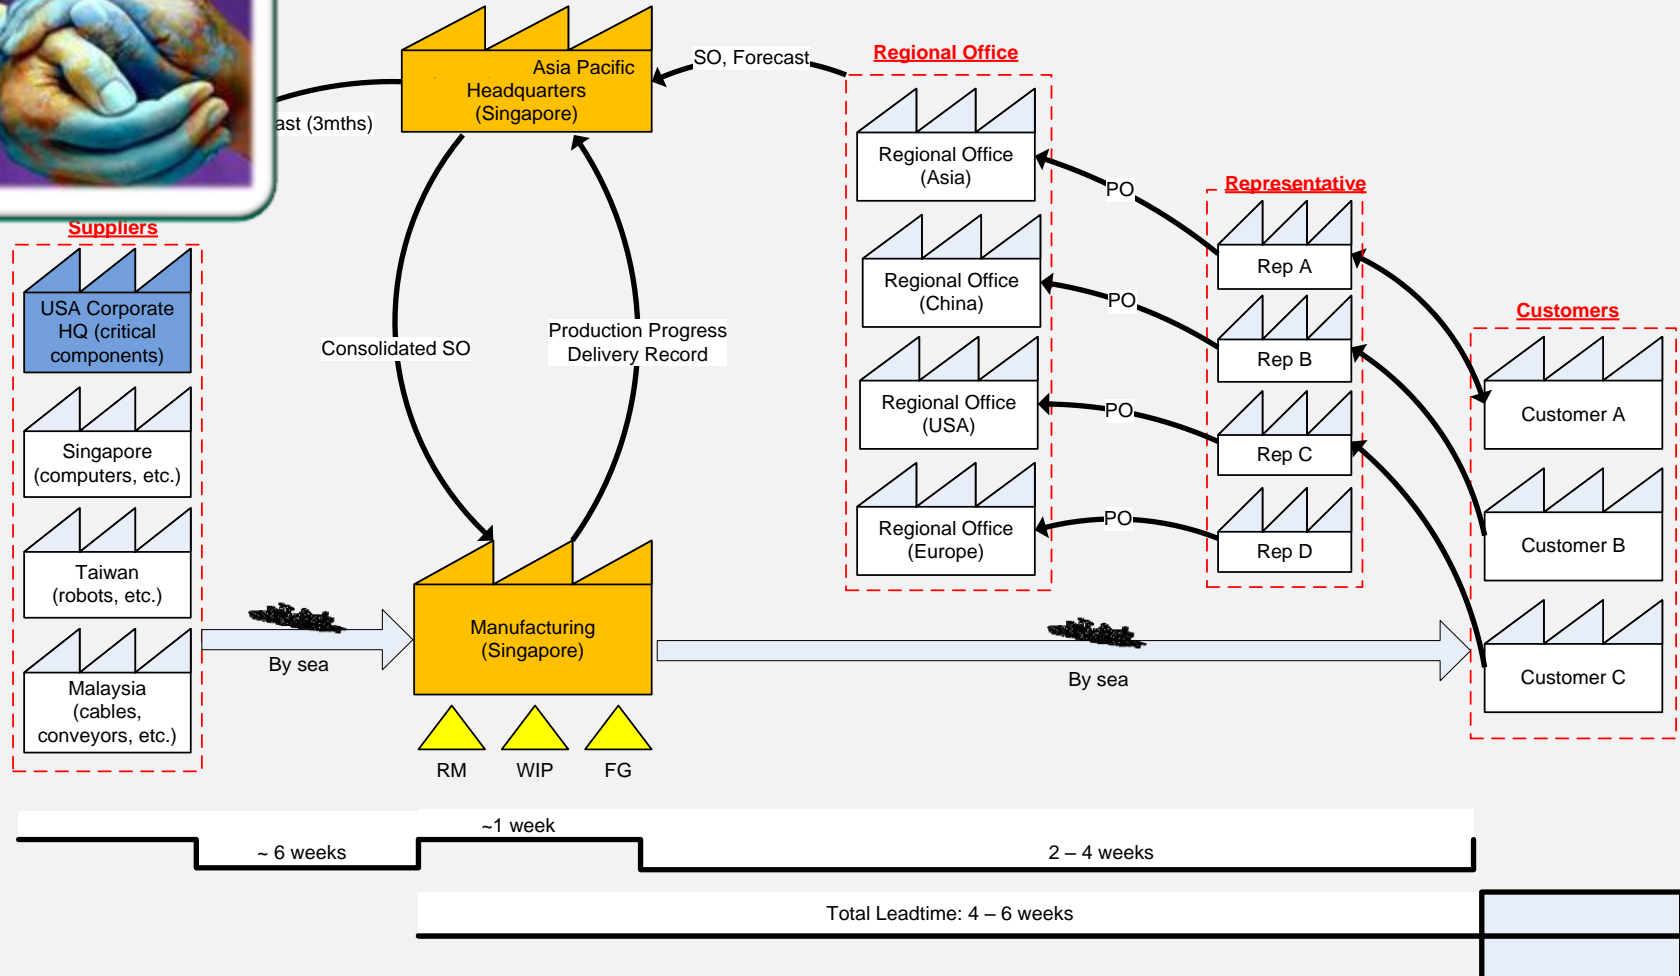 SO, Forecast
Regional Office
Asia Pacific
Headquarters
(Singapore)
(3mths)
Regional Office
(Asia)
PO
Representative
Rep A
Suppliers
USA Corporate
HQ (critical
components)
Regional Office
(China)
PO
Rep B
Customers
Consolidated SO
Production Progress
Delivery Record
Customer A
Singapore
(computers, etc.)
Regional Office
(USA)
PO
Rep C
Taiwan
(robots, etc.)
Regional Office
(Europe)
PO
Rep D
Customer B
By sea
Manufacturing
(Singapore)
By sea
Customer C
Malaysia
(cables,
conveyors, etc.)
RM
WIP
FG
~1 week
~ 6 weeks
2 – 4 weeks
Total Leadtime: 4 – 6 weeks